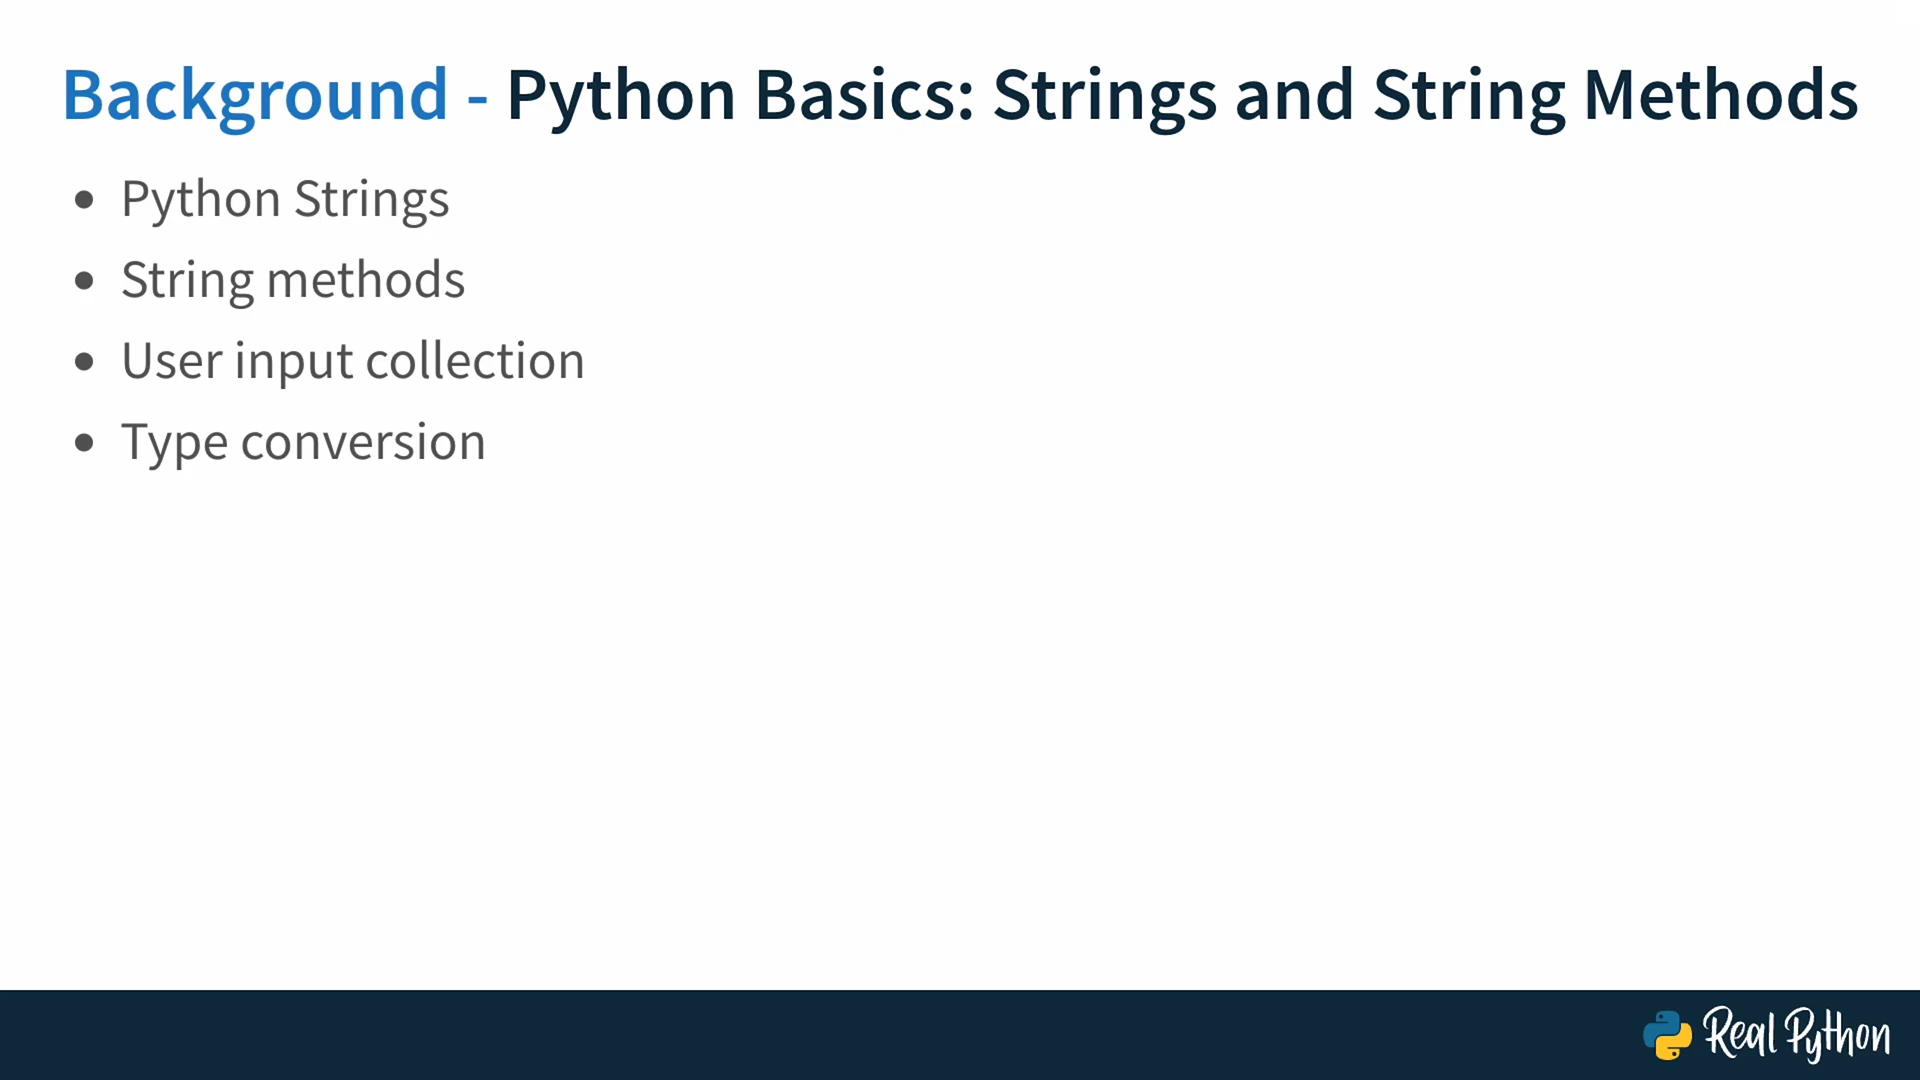 Background - Python Basics: Strings and String Methods
• Python Strings
• String methods
• User input collection
• Type conversion
Real Python